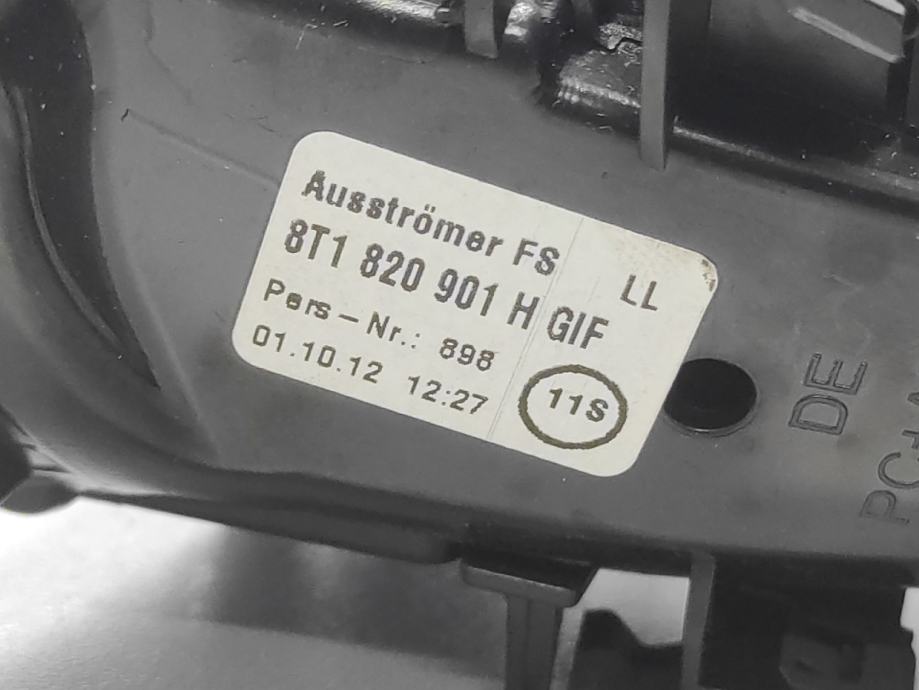 Ausströmer FS LL
8T1 820 901 H GIF
Pers-Nr.: 898
01.10.12 12:27 11S
DE